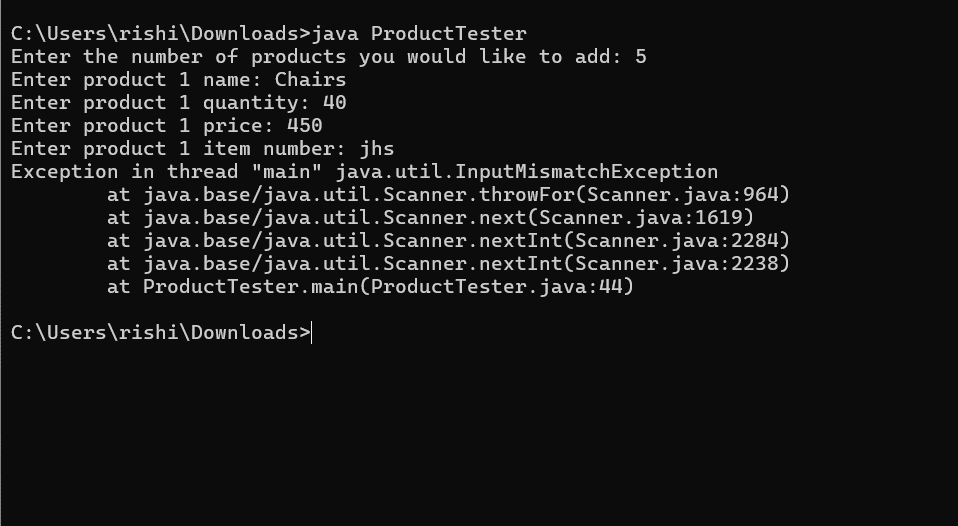 C:\Users\rishi\Downloads>java ProductTester
Enter the number of products you would like to add: 5
Enter product 1 name: Chairs
Enter product 1 quantity: 40
Enter product 1 price: 450
Enter product 1 item number: jhs
Exception in thread "main" java.util.InputMismatchException
        at java.base/java.util.Scanner.throwFor(Scanner.java:964)
        at java.base/java.util.Scanner.next(Scanner.java:1619)
        at java.base/java.util.Scanner.nextInt(Scanner.java:2284)
        at java.base/java.util.Scanner.nextInt(Scanner.java:2238)
        at ProductTester.main(ProductTester.java:44)
C:\Users\rishi\Downloads>